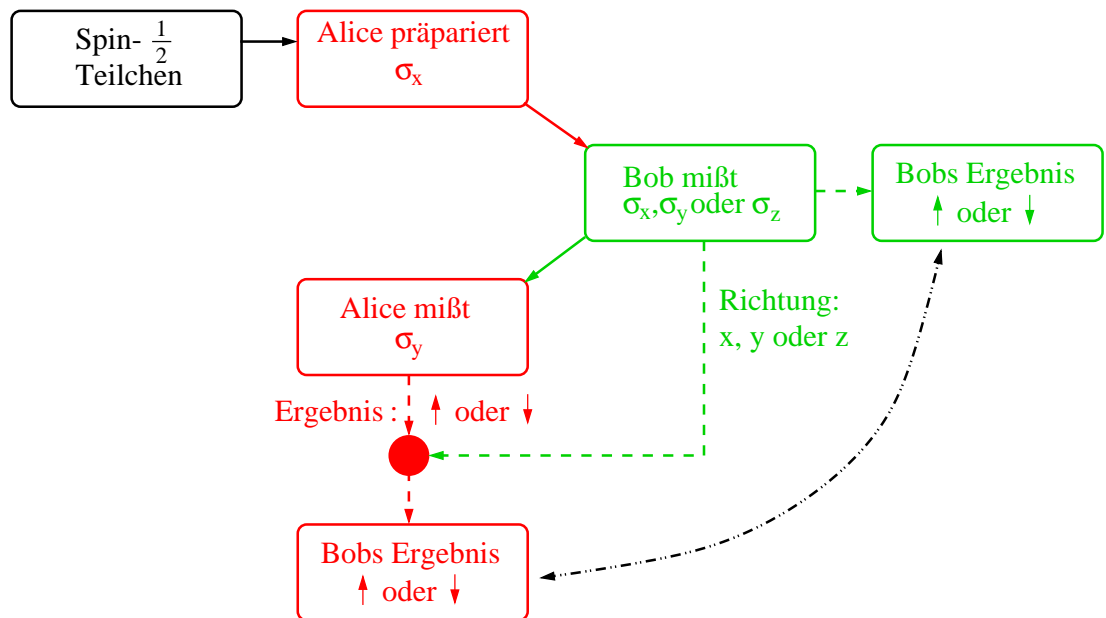 Spin- 1/2
Teilchen
Alice präpariert
σx
Bob mißt
σx,σy oder σz
Bobs Ergebnis
↑ oder ↓
Alice mißt
σy
Richtung:
x, y oder z
Ergebnis : ↑ oder ↓
Bobs Ergebnis
↑ oder ↓